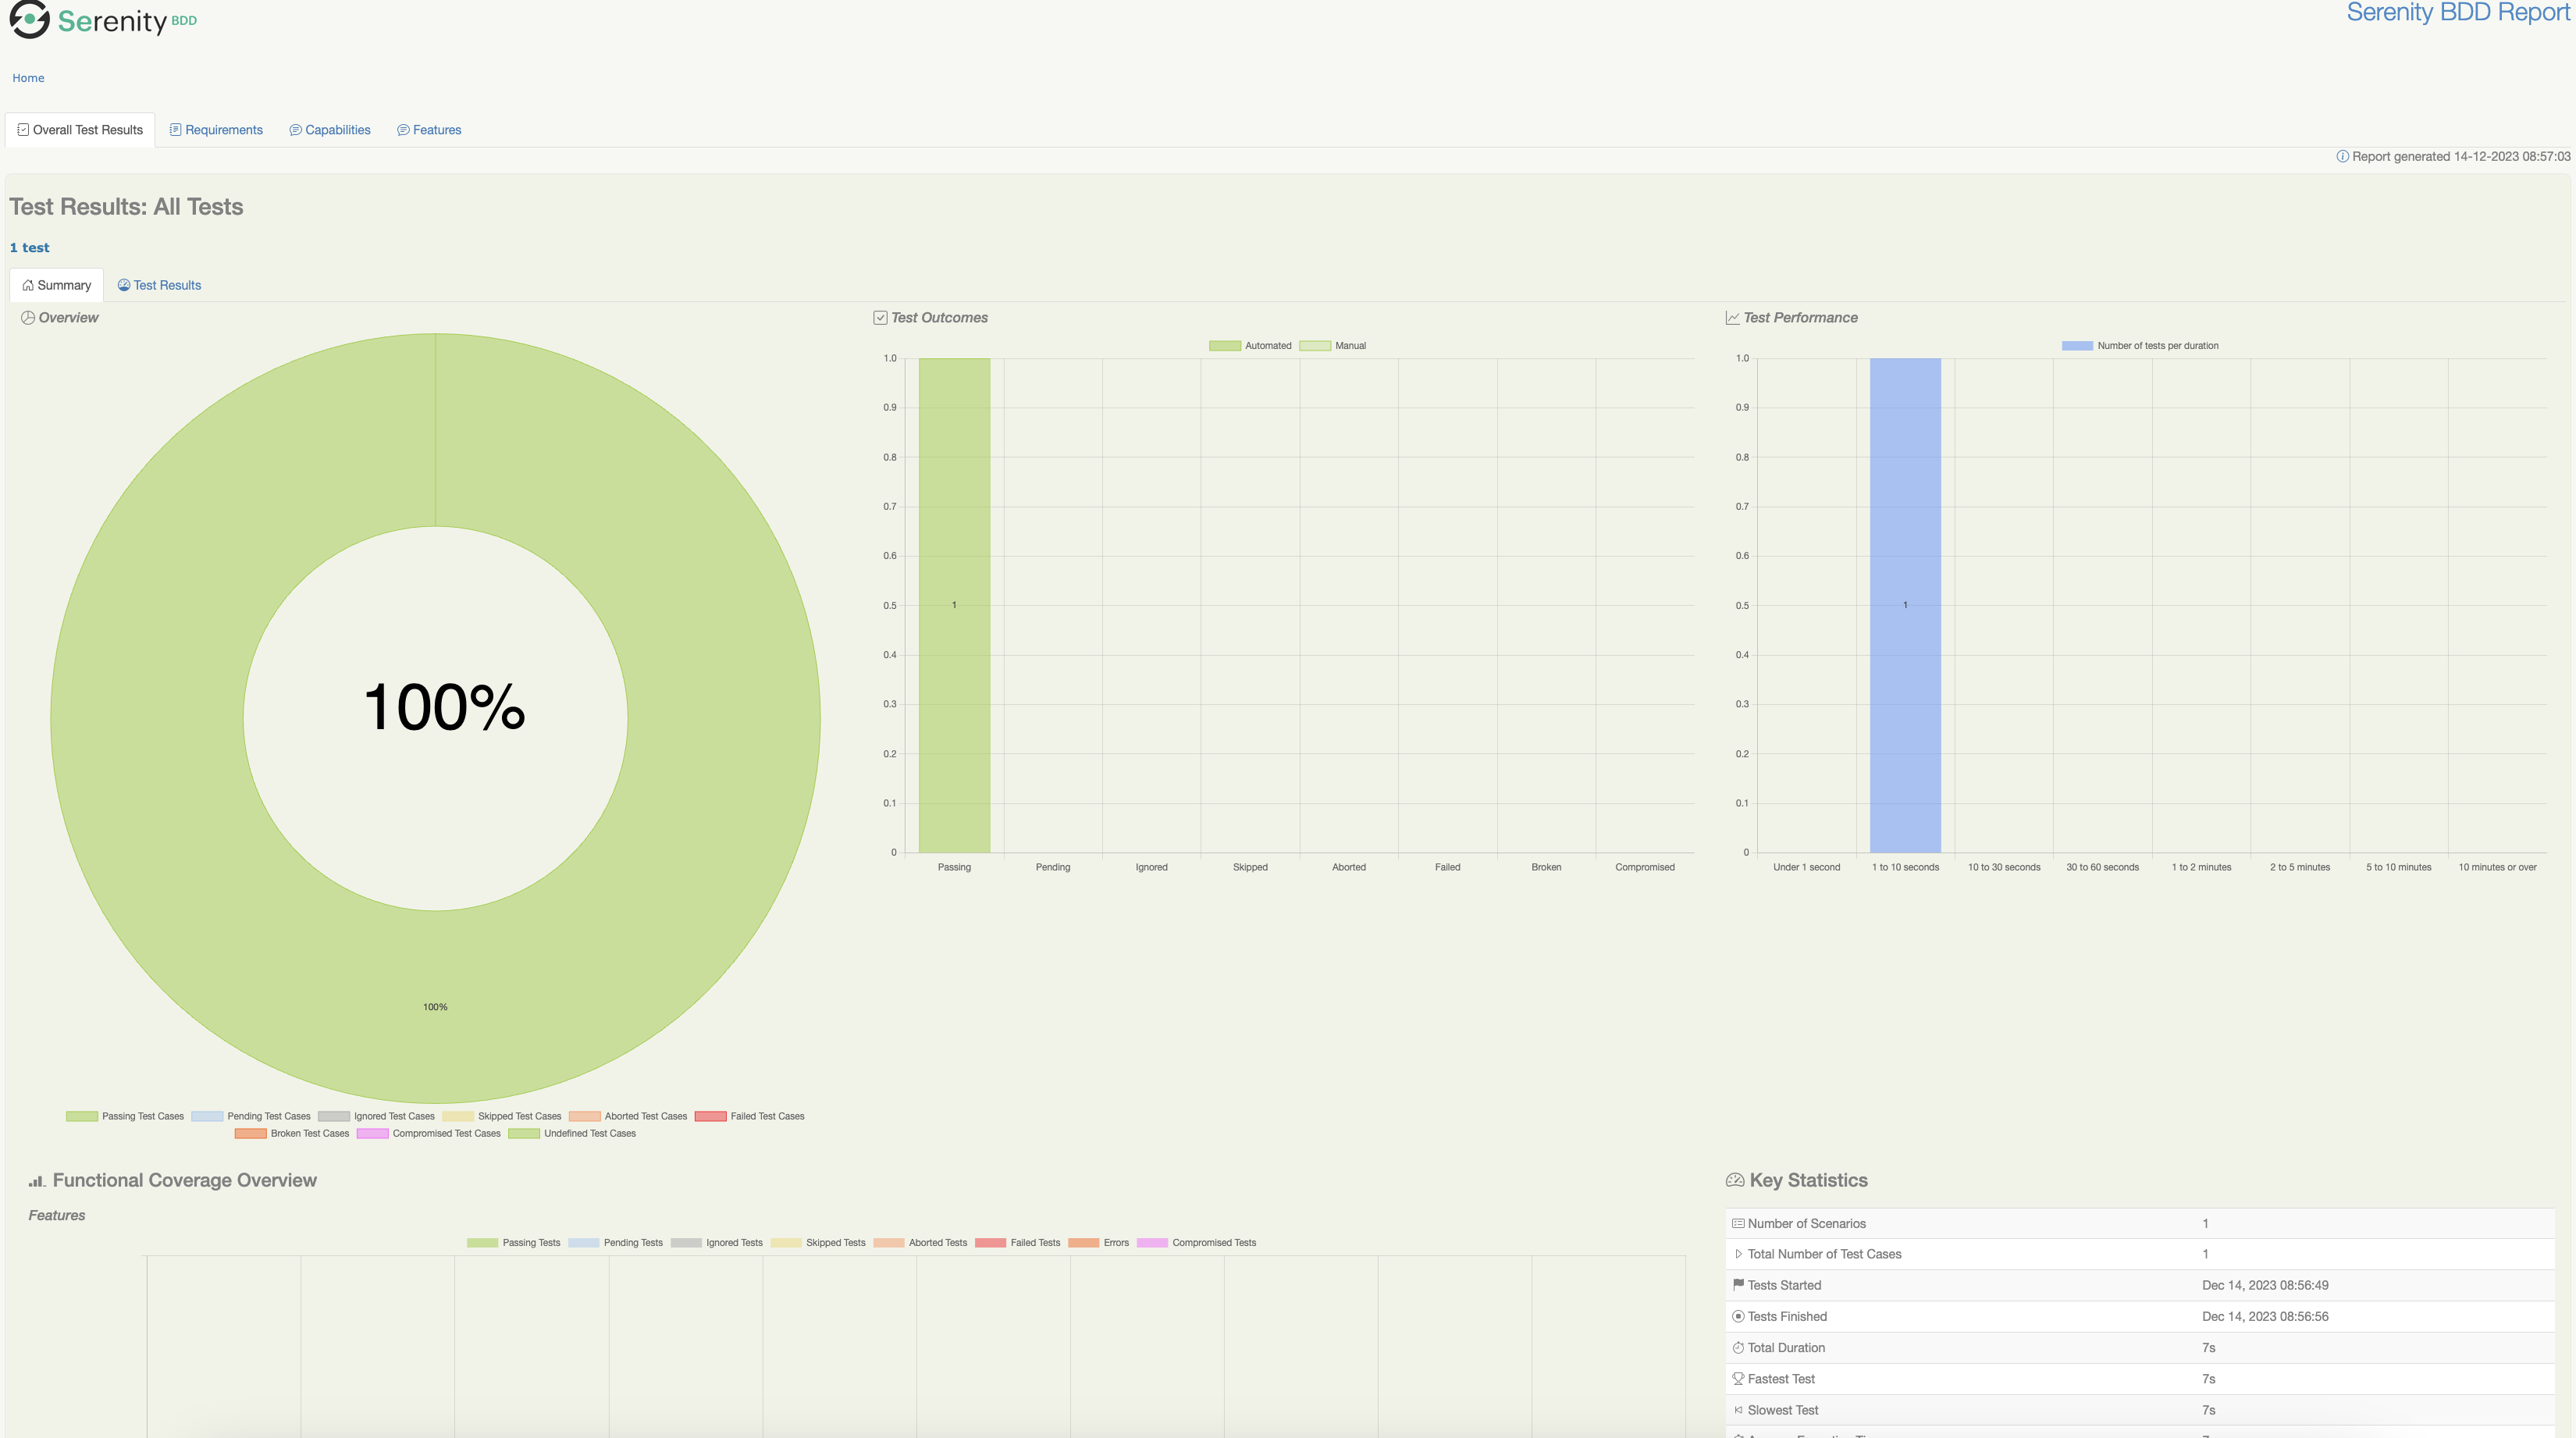 Serenity BDD
Serenity BDD Report
Home
Overall Test Results Requirements Capabilities Features
Report generated 14-12-2023 08:57:03
Test Results: All Tests
1 test
Summary Test Results
Overview
100%
100%
Passing Test Cases Pending Test Cases Ignored Test Cases Skipped Test Cases Aborted Test Cases Failed Test Cases
Broken Test Cases Compromised Test Cases Undefined Test Cases
Test Outcomes
Automated Manual
1.0
0.9
0.8
0.7
0.6
0.5
0.4
0.3
0.2
0.1
0
1
Passing Pending Ignored Skipped Aborted Failed Broken Compromised
Test Performance
Number of tests per duration
1.0
0.9
0.8
0.7
0.6
0.5
0.4
0.3
0.2
0.1
0
1
Under 1 second 1 to 10 seconds 10 to 30 seconds 30 to 60 seconds 1 to 2 minutes 2 to 5 minutes 5 to 10 minutes 10 minutes or over
Functional Coverage Overview
Features
Passing Tests Pending Tests Ignored Tests Skipped Tests Aborted Tests Failed Tests Errors Compromised Tests
Key Statistics
Number of Scenarios 1
Total Number of Test Cases 1
Tests Started Dec 14, 2023 08:56:49
Tests Finished Dec 14, 2023 08:56:56
Total Duration 7s
Fastest Test 7s
Slowest Test 7s